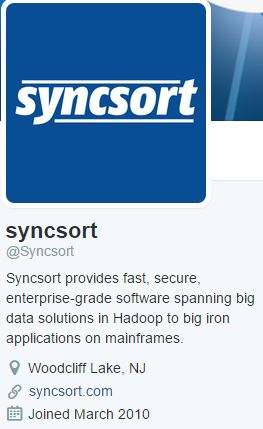 syncsort
syncsort
@Syncsort
Syncsort provides fast, secure,
enterprise-grade software spanning big
data solutions in Hadoop to big iron
applications on mainframes.
Woodcliff Lake, NJ
syncsort.com
Joined March 2010